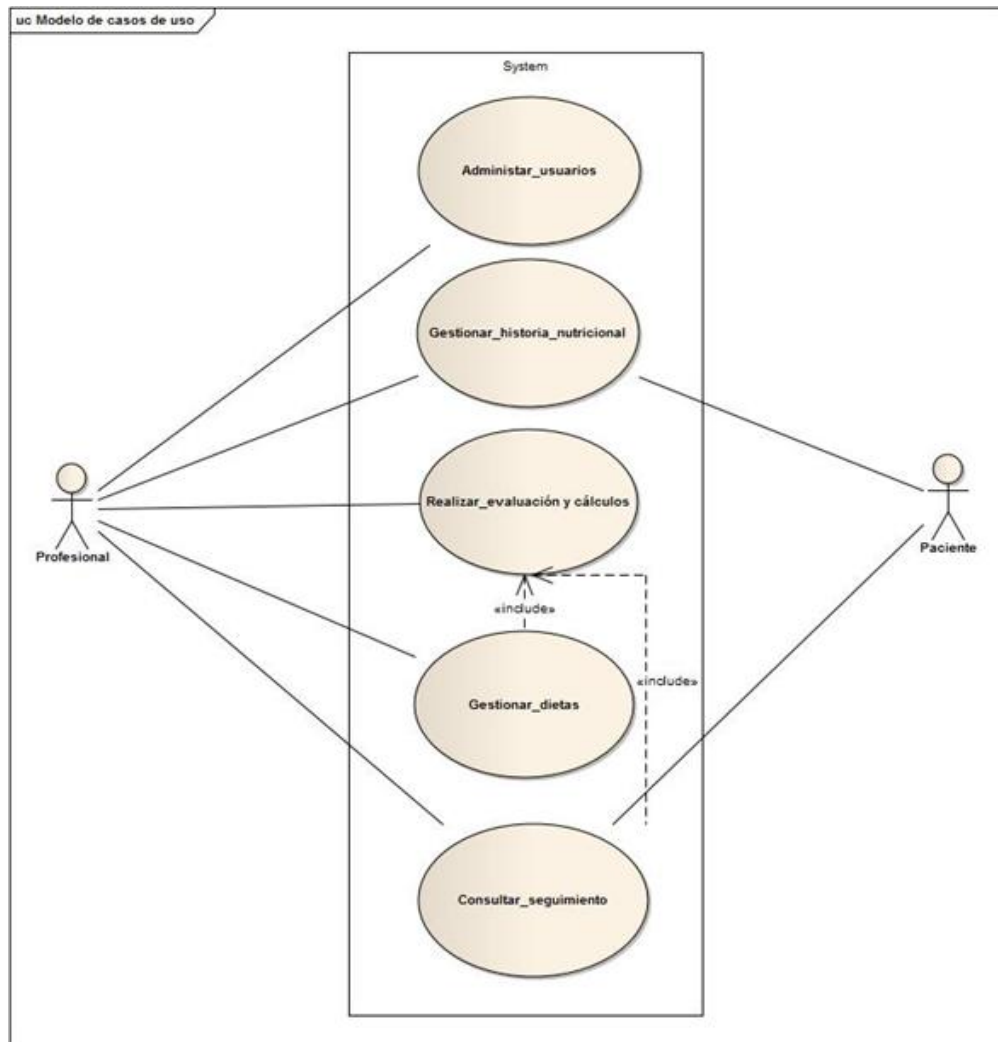 uc Modelo de casos de uso
System
Administar_usuarios
Gestionar_historia_nutricional
Realizar_evaluación y cálculos
Profesional
Paciente
«include»
«include»
Gestionar_dietas
Consultar_seguimiento